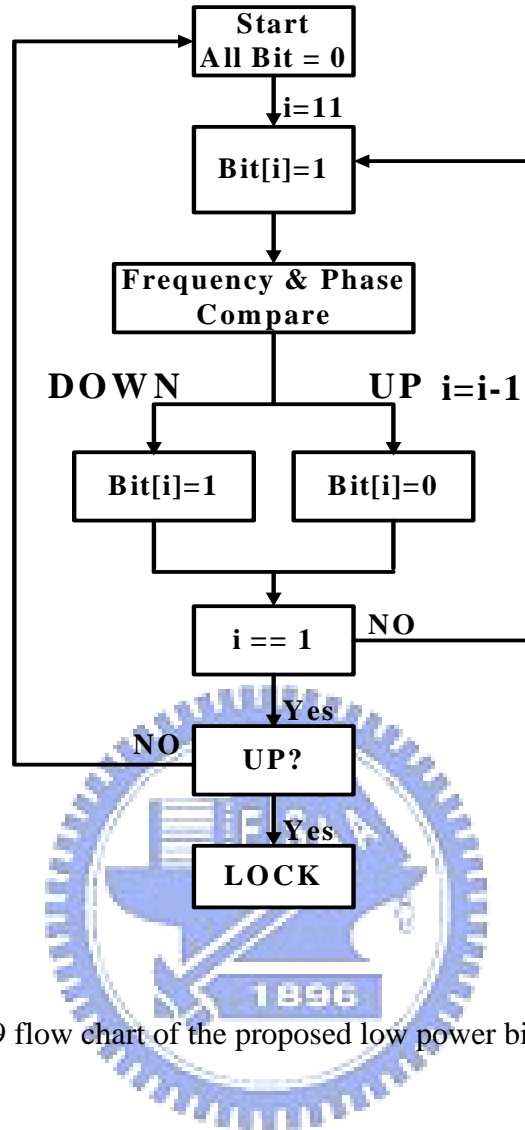 Start
All Bit = 0
i=11
Bit[i]=1
Frequency & Phase
Compare
DOWN
UP i=i-1
Bit[i]=1
Bit[i]=0
i == 1
NO
Yes
NO
UP?
Yes
LOCK
1896
9 flow chart of the proposed low power bi